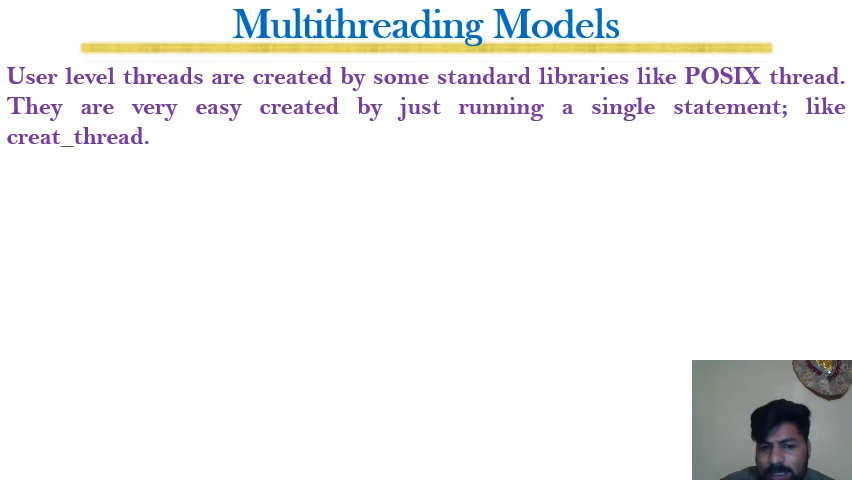 Multithreading Models
User level threads are created by some standard libraries like POSIX thread.
They are very easy created by just running a single statement; like
creat_thread.